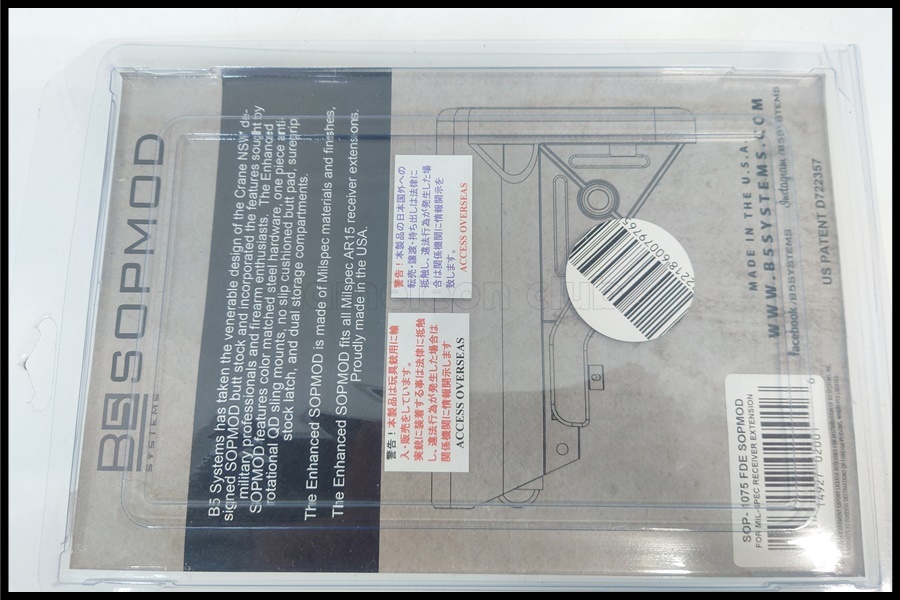 B5 SOPMOD
SYSTEMS
B5 Systems has taken the venerable design of the Crane NSW de-
signed SOPMOD butt stock and incorporated the features sought by
military professionals and firearm enthusiasts. The Enhanced
SOPMOD features color matched steel hardware, one piece anti-
rotational QD sling mounts, no slip cushioned butt pad, suregrip
stock latch, and dual storage compartments.
The Enhanced SOPMOD is made of Milspec materials and finishes,
The Enhanced SOPMOD fits all Milspec AR15 receiver extensions.
Proudly made in the USA.
警告！本製品の日本国外への
転売・譲渡・持ち出しは法律に
抵触し、違法行為が発生した場
合は関係機関に情報開示を
致します。
ACCESS OVERSEAS
警告！本製品は玩具銃用に輸
入・販売をしています。
実銃に装着する事は法律に抵触
し、違法行為が発生した場合は
関係機関に情報開示します
ACCESS OVERSEAS
MADE IN THE U.S.A.
WWW.B5SYSTEMS.COM
facebook/B5SYSTEMS Instagram/B5SYSTEMS
US PATENT D722357
SOP-1075 FDE SOPMOD
FOR MIL-SPEC RECEIVER EXTENSION